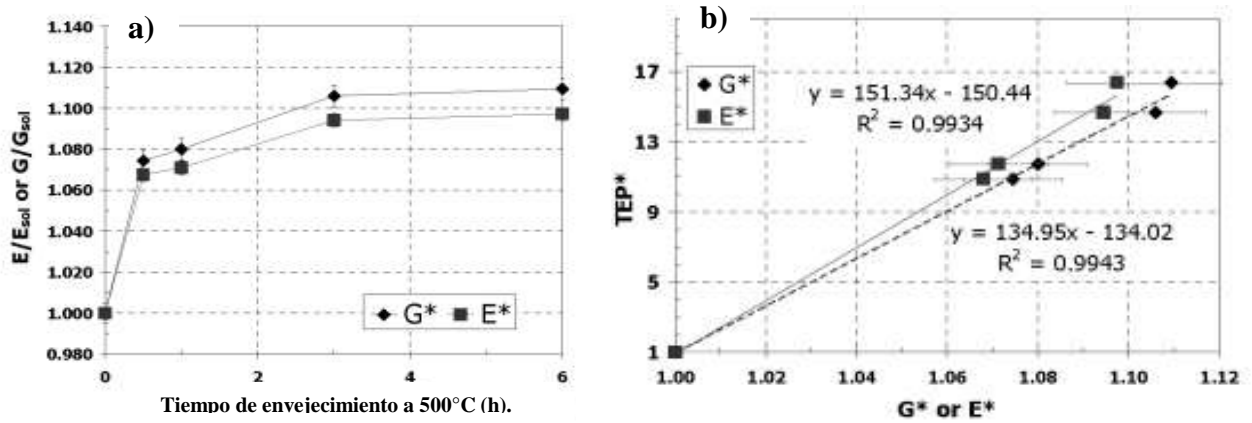 a)
1.140
1.120
1.100
1.080
1.060
1.040
1.020
1.000
0.980
E/Esol or G/Gsol
G* E*
0 2 4 6
Tiempo de envejecimiento a 500°C (h).
b)
17
13
9
5
1
TEP*
G*
E*
y = 151.34x - 150.44
R² = 0.9934
y = 134.95x - 134.02
R² = 0.9943
1.00 1.02 1.04 1.06 1.08 1.10 1.12
G* or E*